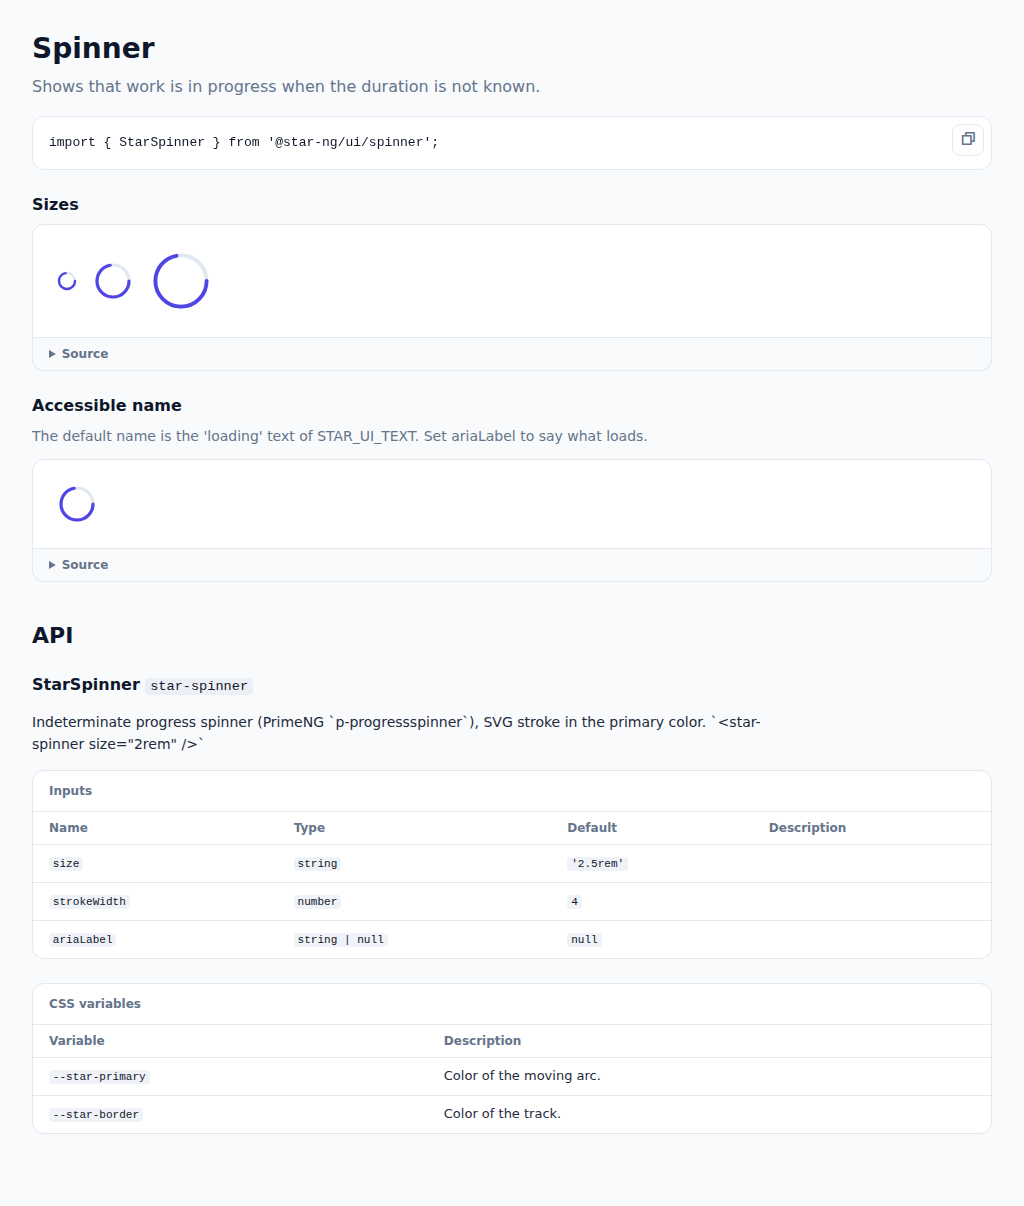 Spinner
Shows that work is in progress when the duration is not known.
import { StarSpinner } from '@star-ng/ui/spinner';
Sizes
Source
Accessible name
The default name is the 'loading' text of STAR_UI_TEXT. Set ariaLabel to say what loads.
Source
API
StarSpinner star-spinner
Indeterminate progress spinner (PrimeNG `p-progressspinner`), SVG stroke in the primary color. `<star-
spinner size="2rem" />`
Inputs
Name Type Default Description
size string '2.5rem'
strokeWidth number 4
ariaLabel string | null null
CSS variables
Variable Description
--star-primary Color of the moving arc.
--star-border Color of the track.